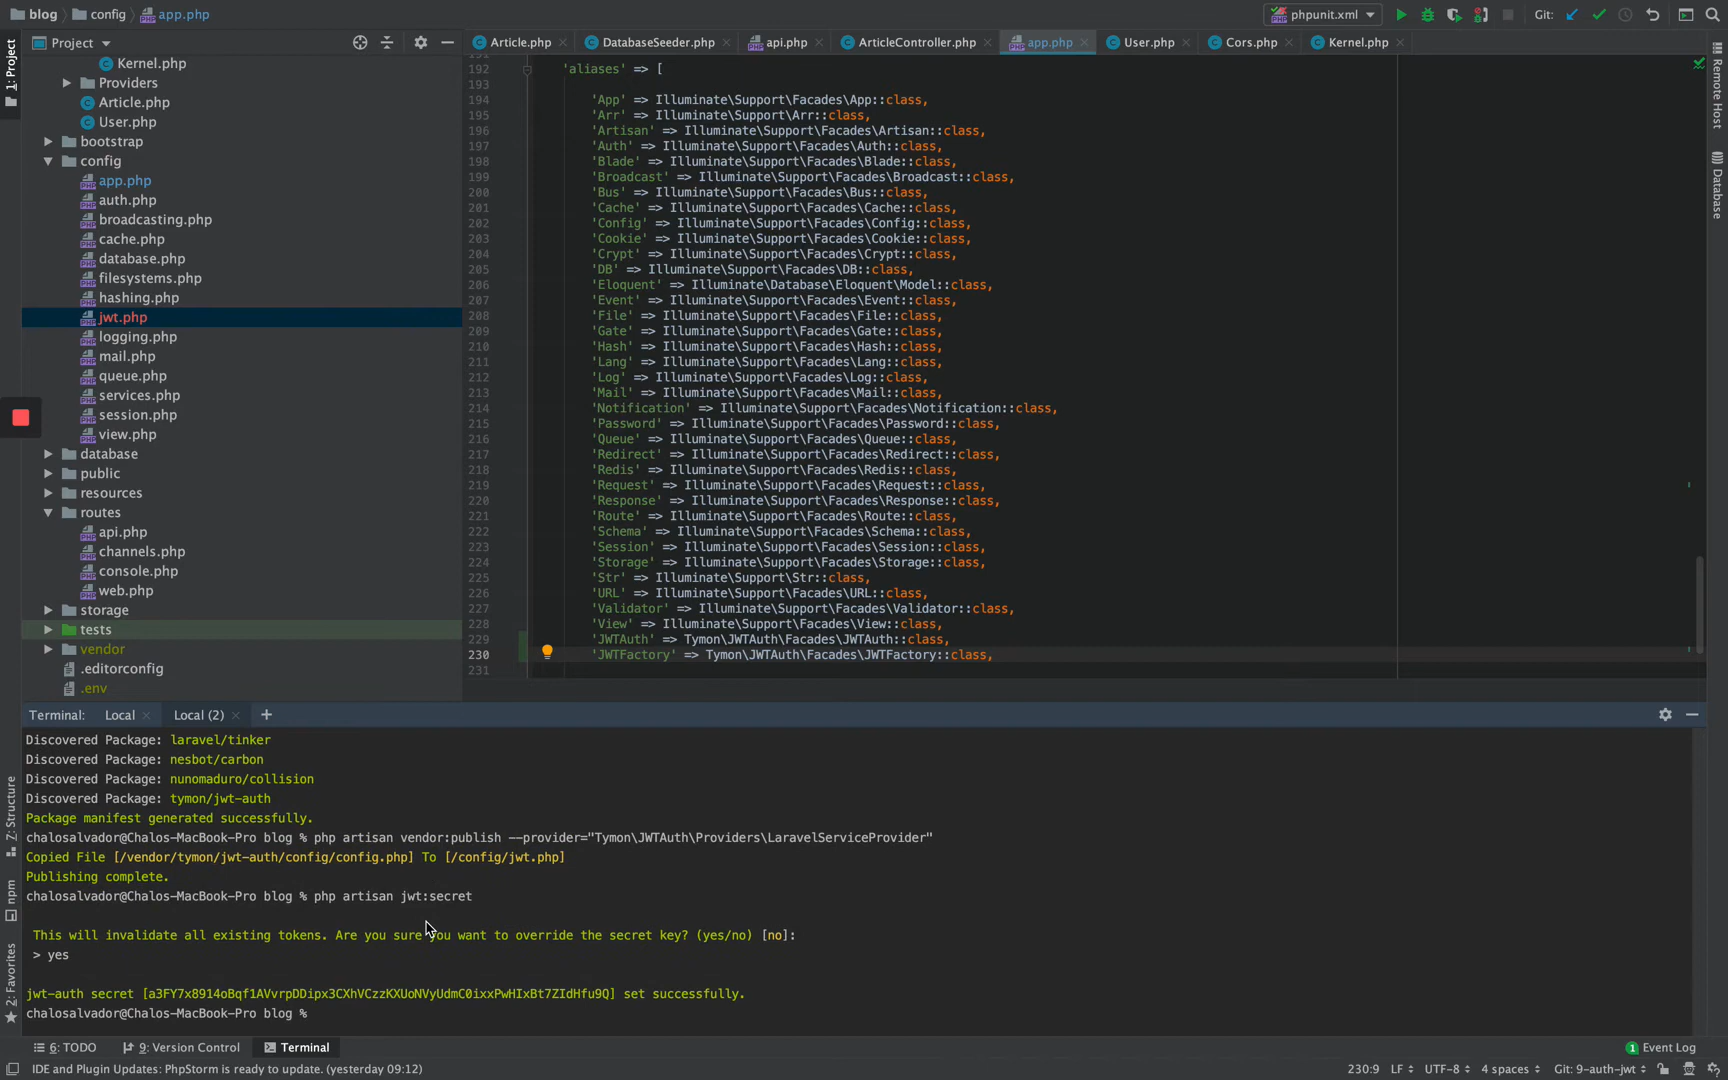 blog config app.php phpunit.xml Git:
Project
Article.php DatabaseSeeder.php api.php ArticleController.php app.php User.php Cors.php Kernel.php
1: Project
Kernel.php
Providers
Article.php
User.php
bootstrap
config
app.php
auth.php
broadcasting.php
cache.php
database.php
filesystems.php
hashing.php
jwt.php
logging.php
mail.php
queue.php
services.php
session.php
view.php
database
public
resources
routes
api.php
channels.php
console.php
web.php
storage
tests
vendor
.editorconfig
.env
192 'aliases' => [
193
194 'App' => Illuminate\Support\Facades\App::class,
195 'Arr' => Illuminate\Support\Arr::class,
196 'Artisan' => Illuminate\Support\Facades\Artisan::class,
197 'Auth' => Illuminate\Support\Facades\Auth::class,
198 'Blade' => Illuminate\Support\Facades\Blade::class,
199 'Broadcast' => Illuminate\Support\Facades\Broadcast::class,
200 'Bus' => Illuminate\Support\Facades\Bus::class,
201 'Cache' => Illuminate\Support\Facades\Cache::class,
202 'Config' => Illuminate\Support\Facades\Config::class,
203 'Cookie' => Illuminate\Support\Facades\Cookie::class,
204 'Crypt' => Illuminate\Support\Facades\Crypt::class,
205 'DB' => Illuminate\Support\Facades\DB::class,
206 'Eloquent' => Illuminate\Database\Eloquent\Model::class,
207 'Event' => Illuminate\Support\Facades\Event::class,
208 'File' => Illuminate\Support\Facades\File::class,
209 'Gate' => Illuminate\Support\Facades\Gate::class,
210 'Hash' => Illuminate\Support\Facades\Hash::class,
211 'Lang' => Illuminate\Support\Facades\Lang::class,
212 'Log' => Illuminate\Support\Facades\Log::class,
213 'Mail' => Illuminate\Support\Facades\Mail::class,
214 'Notification' => Illuminate\Support\Facades\Notification::class,
215 'Password' => Illuminate\Support\Facades\Password::class,
216 'Queue' => Illuminate\Support\Facades\Queue::class,
217 'Redirect' => Illuminate\Support\Facades\Redirect::class,
218 'Redis' => Illuminate\Support\Facades\Redis::class,
219 'Request' => Illuminate\Support\Facades\Request::class,
220 'Response' => Illuminate\Support\Facades\Response::class,
221 'Route' => Illuminate\Support\Facades\Route::class,
222 'Schema' => Illuminate\Support\Facades\Schema::class,
223 'Session' => Illuminate\Support\Facades\Session::class,
224 'Storage' => Illuminate\Support\Facades\Storage::class,
225 'Str' => Illuminate\Support\Str::class,
226 'URL' => Illuminate\Support\Facades\URL::class,
227 'Validator' => Illuminate\Support\Facades\Validator::class,
228 'View' => Illuminate\Support\Facades\View::class,
229 'JWTAuth' => Tymon\JWTAuth\Facades\JWTAuth::class,
230 'JWTFactory' => Tymon\JWTAuth\Facades\JWTFactory::class,
231
Remote Host
Database
Terminal: Local Local (2)
Discovered Package: laravel/tinker
Discovered Package: nesbot/carbon
Discovered Package: nunomaduro/collision
Discovered Package: tymon/jwt-auth
Package manifest generated successfully.
chalosalvador@Chalos-MacBook-Pro blog % php artisan vendor:publish --provider="Tymon\JWTAuth\Providers\LaravelServiceProvider"
Copied File [/vendor/tymon/jwt-auth/config/config.php] To [/config/jwt.php]
Publishing complete.
chalosalvador@Chalos-MacBook-Pro blog % php artisan jwt:secret
This will invalidate all existing tokens. Are you sure you want to override the secret key? (yes/no) [no]:
> yes
jwt-auth secret [a3FY7x8914oBqf1AVvrpDDipx3CXhVCzzKXUoNVyUdmC0ixxPwHIxBt7ZIdHfu9Q] set successfully.
chalosalvador@Chalos-MacBook-Pro blog %
Z: Structure
npm
2: Favorites
6: TODO 9: Version Control Terminal 1 Event Log
IDE and Plugin Updates: PhpStorm is ready to update. (yesterday 09:12) 230:9 LF UTF-8 4 spaces Git: 9-auth-jwt